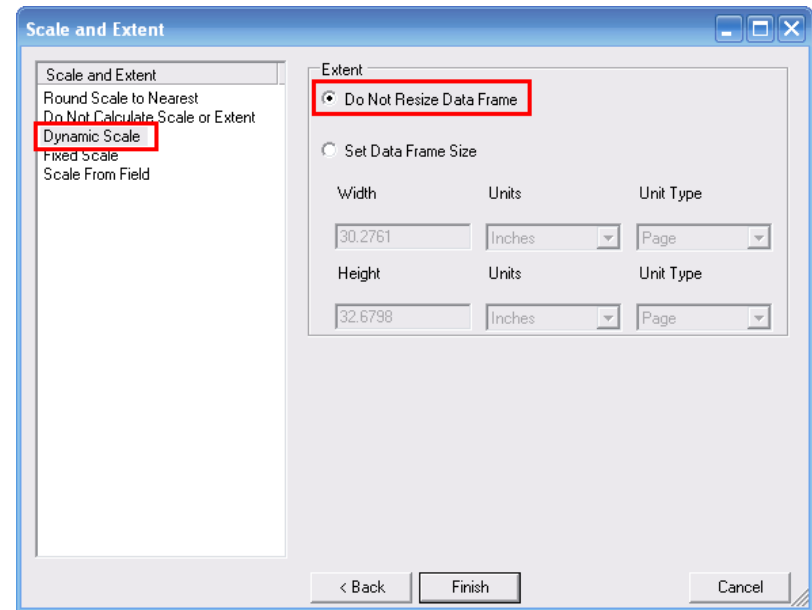 Scale and Extent
Scale and Extent
Round Scale to Nearest
Do Not Calculate Scale or Extent
Dynamic Scale
Fixed Scale
Scale From Field
Extent
Do Not Resize Data Frame
Set Data Frame Size
Width Units Unit Type
30.2761 Inches Page
Height Units Unit Type
32.6798 Inches Page
< Back Finish Cancel